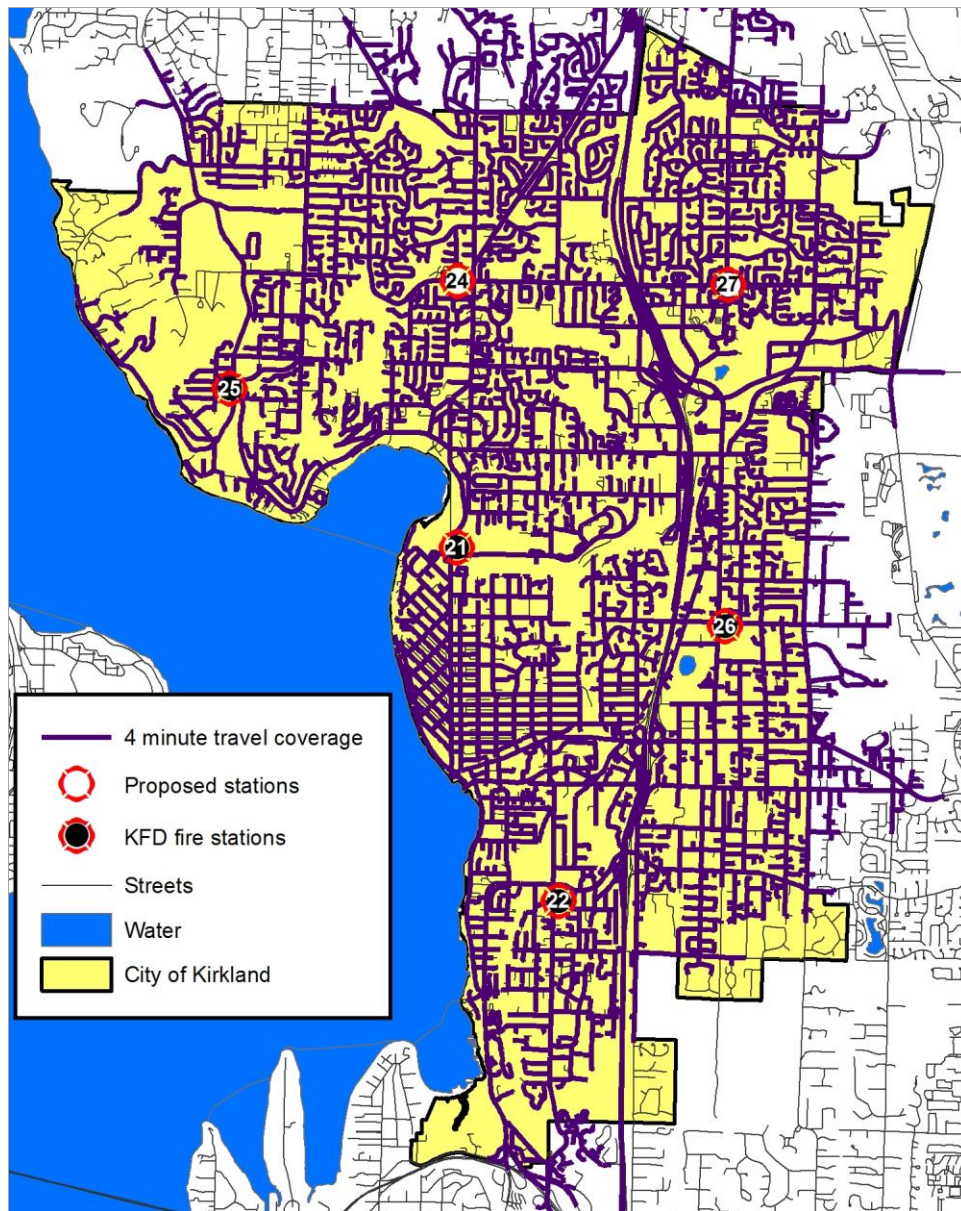 24
27
25
21
26
22
4 minute travel coverage
Proposed stations
KFD fire stations
Streets
Water
City of Kirkland